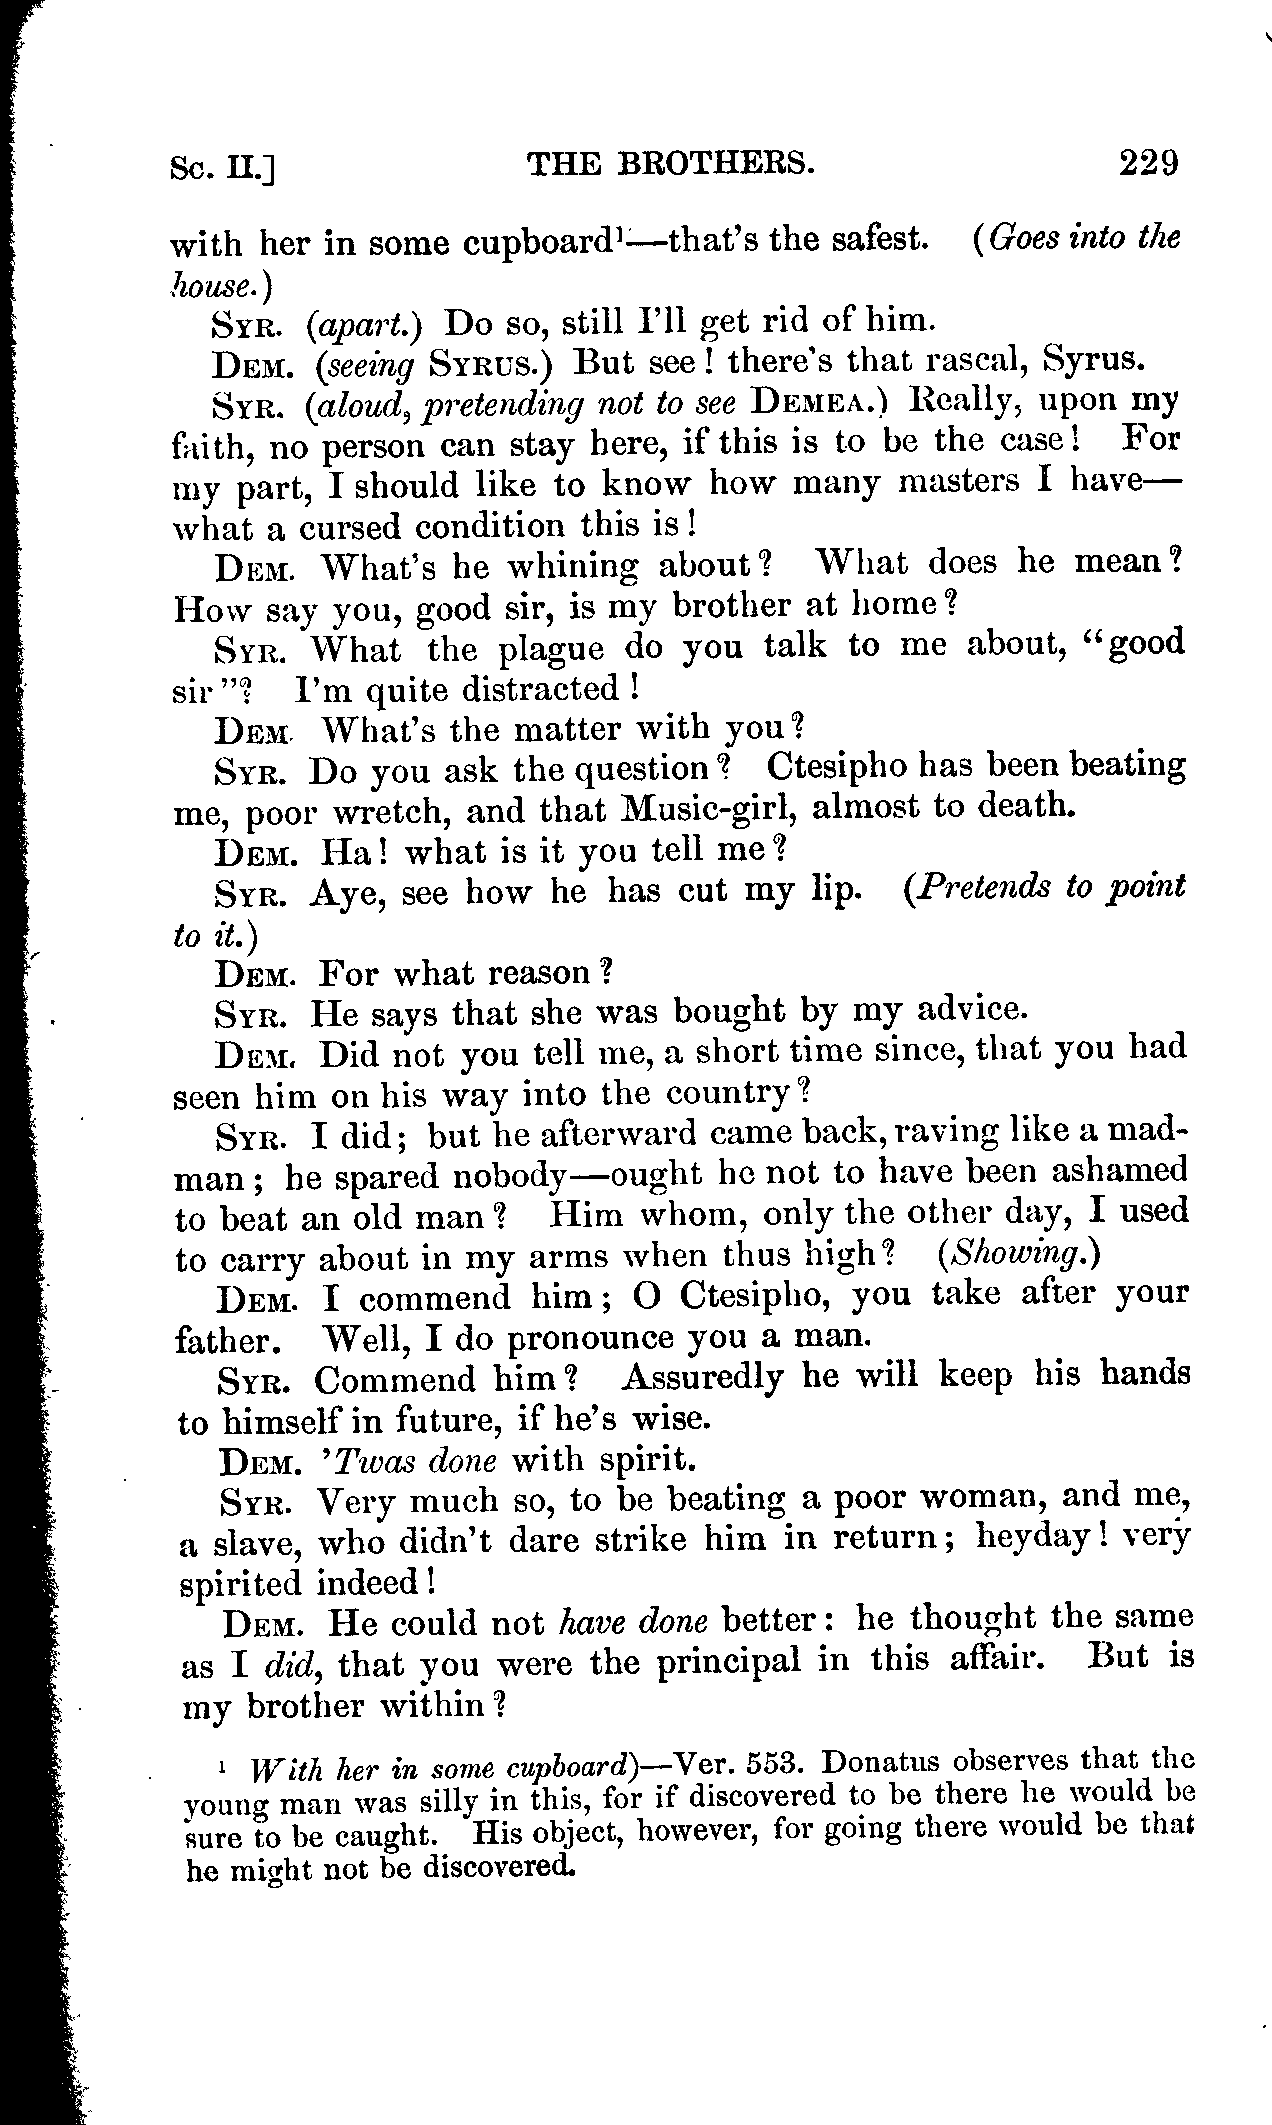 Sc. II.] THE BROTHERS. 229
with her in some cupboard¹—that's the safest. (Goes into the
house.)
SYR. (apart.) Do so, still I'll get rid of him.
DEM. (seeing SYRUS.) But see! there's that rascal, Syrus.
SYR. (aloud, pretending not to see DEMEA.) Really, upon my
faith, no person can stay here, if this is to be the case! For
my part, I should like to know how many masters I have—
what a cursed condition this is!
DEM. What's he whining about? What does he mean?
How say you, good sir, is my brother at home?
SYR. What the plague do you talk to me about, "good
sir"? I'm quite distracted!
DEM. What's the matter with you?
SYR. Do you ask the question? Ctesipho has been beating
me, poor wretch, and that Music-girl, almost to death.
DEM. Ha! what is it you tell me?
SYR. Aye, see how he has cut my lip. (Pretends to point
to it.)
DEM. For what reason?
SYR. He says that she was bought by my advice.
DEM. Did not you tell me, a short time since, that you had
seen him on his way into the country?
SYR. I did; but he afterward came back, raving like a mad-
man; he spared nobody—ought he not to have been ashamed
to beat an old man? Him whom, only the other day, I used
to carry about in my arms when thus high? (Showing.)
DEM. I commend him; O Ctesipho, you take after your
father. Well, I do pronounce you a man.
SYR. Commend him? Assuredly he will keep his hands
to himself in future, if he's wise.
DEM. 'Twas done with spirit.
SYR. Very much so, to be beating a poor woman, and me,
a slave, who didn't dare strike him in return; heyday! very
spirited indeed!
DEM. He could not have done better: he thought the same
as I did, that you were the principal in this affair. But is
my brother within?
¹ With her in some cupboard)—Ver. 553. Donatus observes that the
young man was silly in this, for if discovered to be there he would be
sure to be caught. His object, however, for going there would be that
he might not be discovered.